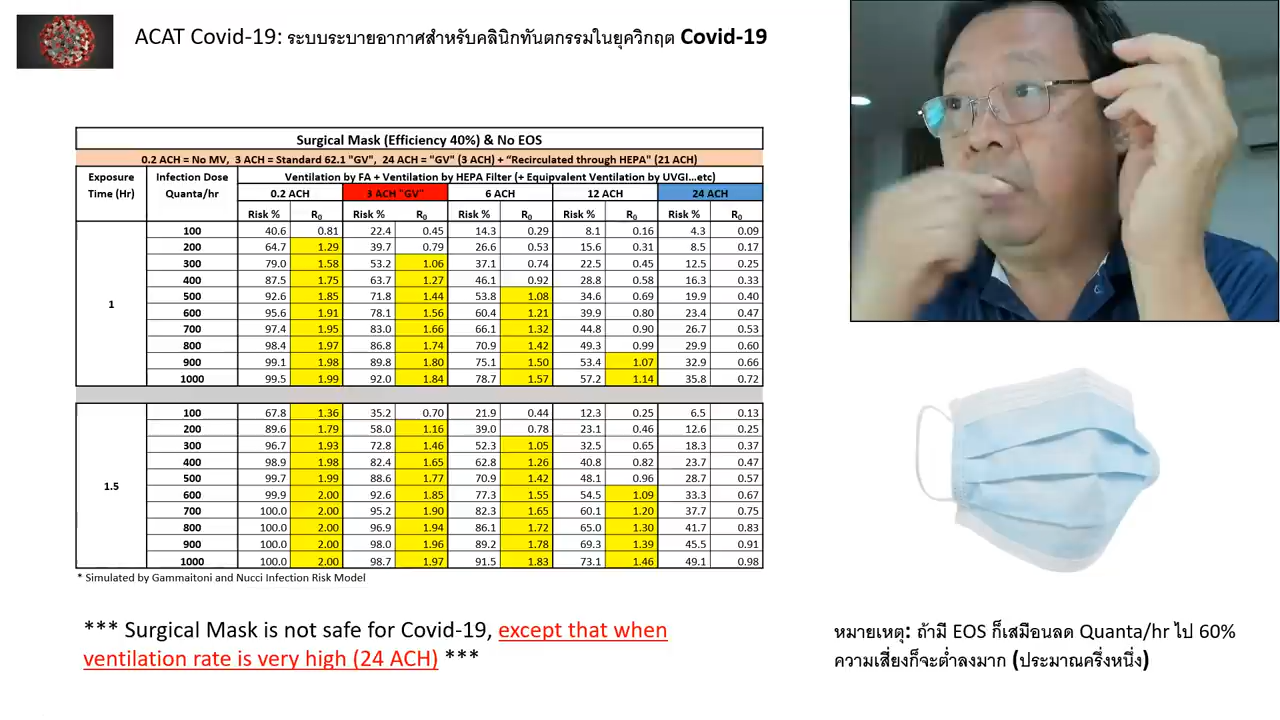 ACAT Covid-19: ระบบระบายอากาศสำหรับคลินิกทันตกรรมในยุควิกฤต Covid-19
Surgical Mask (Efficiency 40%) & No EOS
0.2 ACH = No MV, 3 ACH = Standard 62.1 "GV", 24 ACH = "GV" (3 ACH) + "Recirculated through HEPA" (21 ACH)
Exposure Time (Hr) Infection Dose Quanta/hr Ventilation by FA + Ventilation by HEPA Filter (+ Equipvalent Ventilation by UVGI...etc)
0.2 ACH 3 ACH "GV" 6 ACH 12 ACH 24 ACH
Risk % R0 Risk % R0 Risk % R0 Risk % R0 Risk % R0
1
100 40.6 0.81 22.4 0.45 14.3 0.29 8.1 0.16 4.3 0.09
200 64.7 1.29 39.7 0.79 26.6 0.53 15.6 0.31 8.5 0.17
300 79.0 1.58 53.2 1.06 37.1 0.74 22.5 0.45 12.5 0.25
400 87.5 1.75 63.7 1.27 46.1 0.92 28.8 0.58 16.3 0.33
500 92.6 1.85 71.8 1.44 53.8 1.08 34.6 0.69 19.9 0.40
600 95.6 1.91 78.1 1.56 60.4 1.21 39.9 0.80 23.4 0.47
700 97.4 1.95 83.0 1.66 66.1 1.32 44.8 0.90 26.7 0.53
800 98.4 1.97 86.8 1.74 70.9 1.42 49.3 0.99 29.9 0.60
900 99.1 1.98 89.8 1.80 75.1 1.50 53.4 1.07 32.9 0.66
1000 99.5 1.99 92.0 1.84 78.7 1.57 57.2 1.14 35.8 0.72
1.5
100 67.8 1.36 35.2 0.70 21.9 0.44 12.3 0.25 6.5 0.13
200 89.6 1.79 58.0 1.16 39.0 0.78 23.1 0.46 12.6 0.25
300 96.7 1.93 72.8 1.46 52.3 1.05 32.5 0.65 18.3 0.37
400 98.9 1.98 82.4 1.65 62.8 1.26 40.8 0.82 23.7 0.47
500 99.7 1.99 88.6 1.77 70.9 1.42 48.1 0.96 28.7 0.57
600 99.9 2.00 92.6 1.85 77.3 1.55 54.5 1.09 33.3 0.67
700 100.0 2.00 95.2 1.90 82.3 1.65 60.1 1.20 37.7 0.75
800 100.0 2.00 96.9 1.94 86.1 1.72 65.0 1.30 41.7 0.83
900 100.0 2.00 98.0 1.96 89.2 1.78 69.3 1.39 45.5 0.91
1000 100.0 2.00 98.7 1.97 91.5 1.83 73.1 1.46 49.1 0.98
* Simulated by Gammaitoni and Nucci Infection Risk Model
*** Surgical Mask is not safe for Covid-19, except that when
ventilation rate is very high (24 ACH) ***
หมายเหตุ: ถ้ามี EOS ก็เสมือนลด Quanta/hr ไป 60%
ความเสี่ยงก็จะต่ำลงมาก (ประมาณครึ่งหนึ่ง)